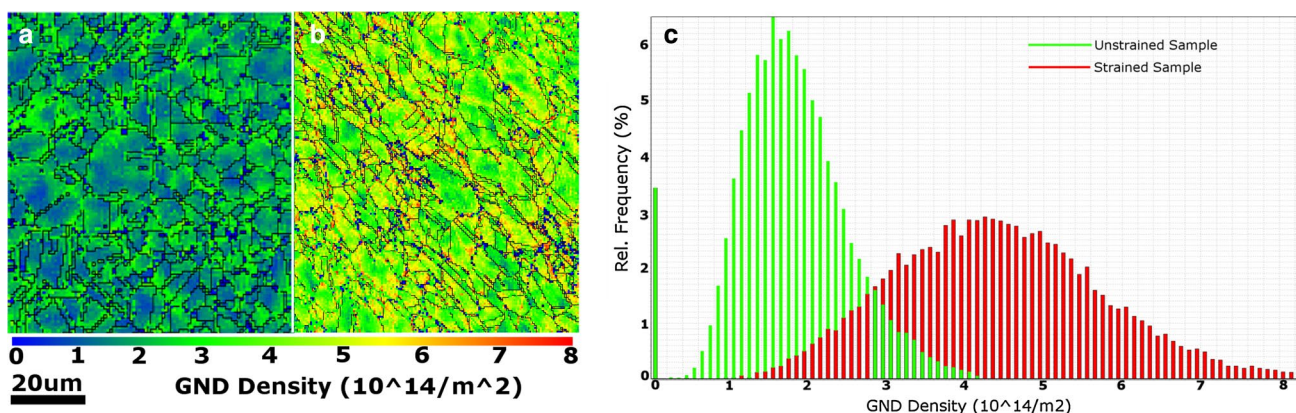 a
b
0 1 2 3 4 5 6 7 8
20um
GND Density (10^14/m^2)
c
Unstrained Sample
Strained Sample
Rel. Frequency (%)
6
5
4
3
2
1
0
0 1 2 3 4 5 6 7 8
GND Density (10^14/m2)